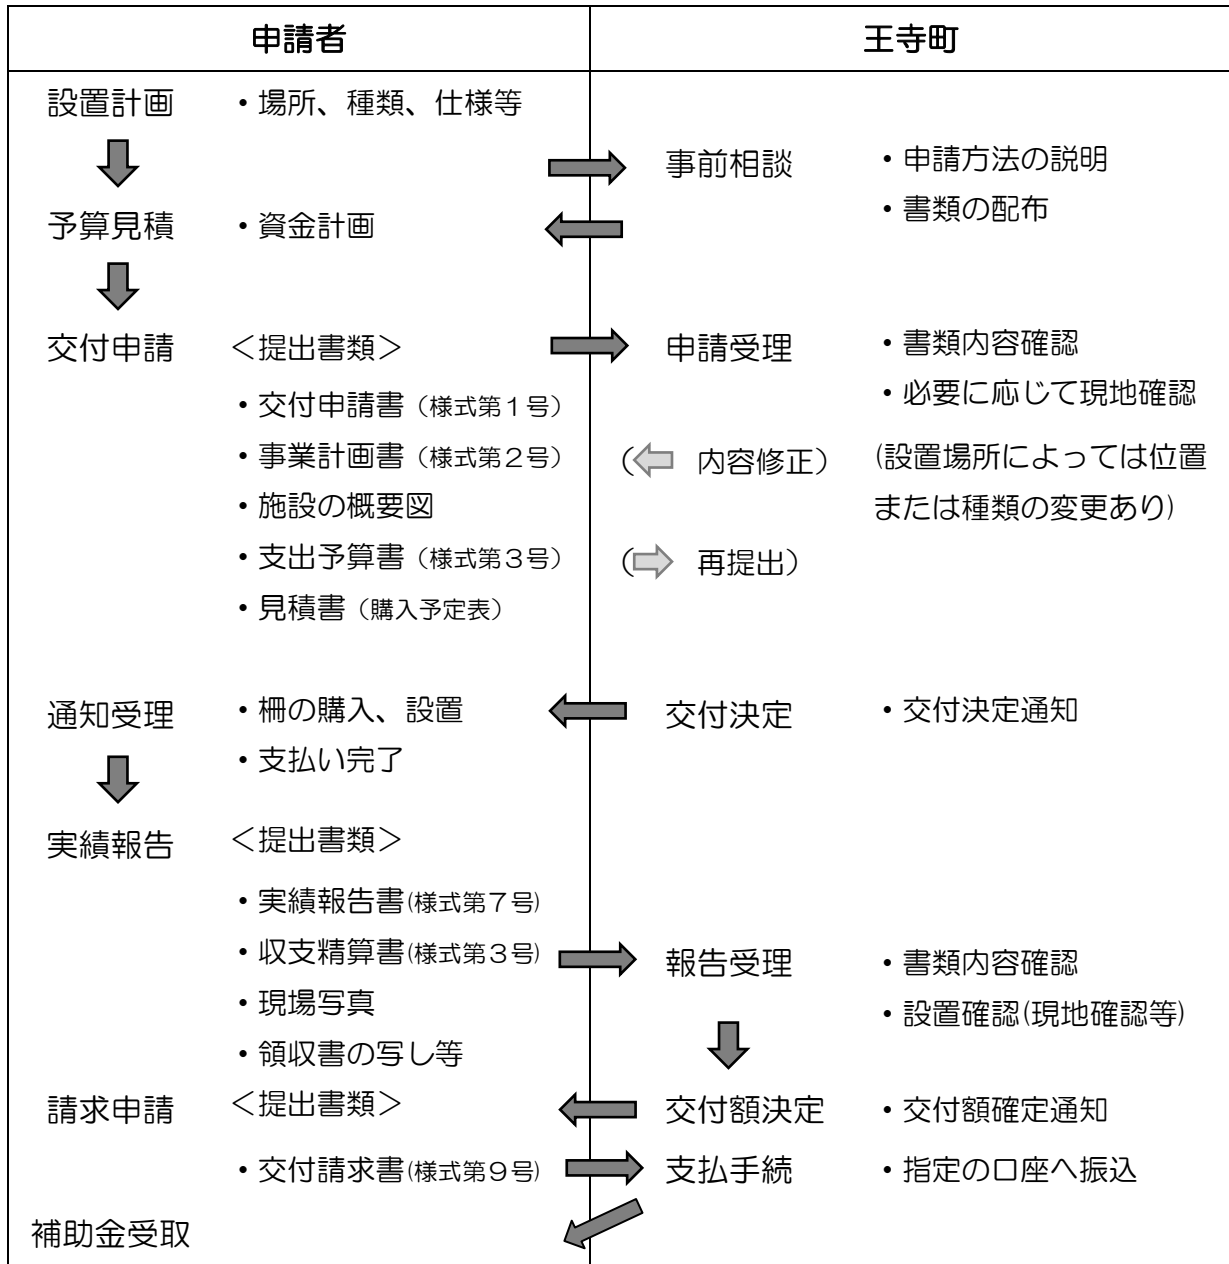 申請者 王寺町
設置計画 ・場所、種類、仕様等
事前相談 ・申請方法の説明
・書類の配布
予算見積 ・資金計画
交付申請 ＜提出書類＞ 申請受理 ・書類内容確認
・交付申請書（様式第１号） ・必要に応じて現地確認
・事業計画書（様式第２号） （ 内容修正） (設置場所によっては位置
・施設の概要図 または種類の変更あり)
・支出予算書（様式第３号） （ 再提出）
・見積書（購入予定表）
通知受理 ・柵の購入、設置 交付決定 ・交付決定通知
・支払い完了
実績報告 ＜提出書類＞
・実績報告書(様式第７号)
・収支精算書(様式第３号) 報告受理 ・書類内容確認
・現場写真 ・設置確認(現地確認等)
・領収書の写し等
請求申請 ＜提出書類＞ 交付額決定 ・交付額確定通知
・交付請求書(様式第９号) 支払手続 ・指定の口座へ振込
補助金受取